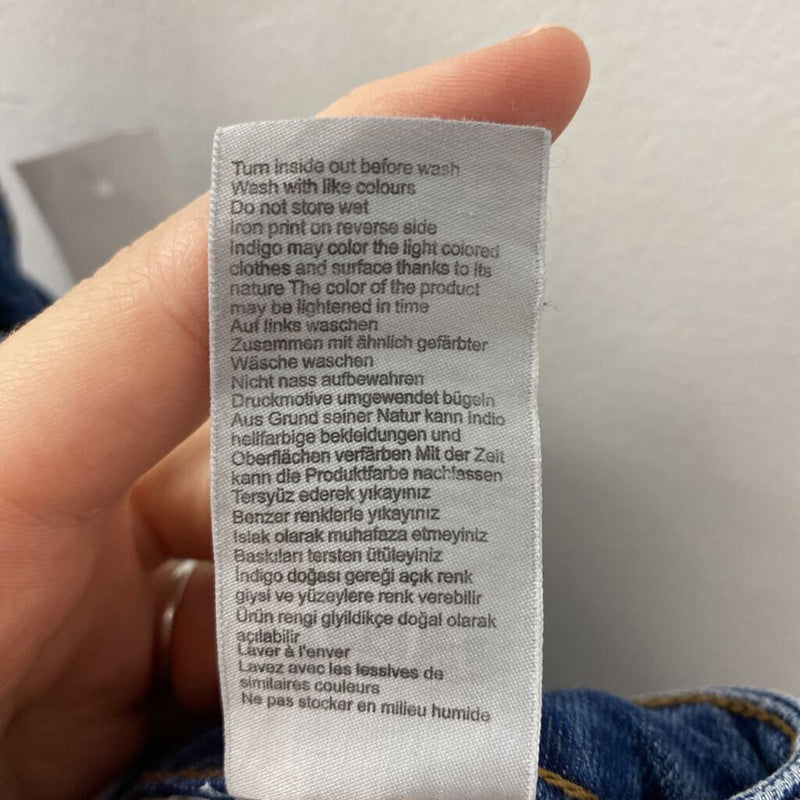 Turn inside out before wash
Wash with like colours
Do not store wet
Iron print on reverse side
Indigo may color the light colored
clothes and surface thanks to its
nature The color of the product
may be lightened in time
Auf links waschen
Zusammen mit ähnlich gefärbter
Wäsche waschen
Nicht nass aufbewahren
Druckmotive umgewendet bügeln
Aus Grund seiner Natur kann Indio
hellfarbige bekleidungen und
Oberflächen verfärben Mit der Zeit
kann die Produktfarbe nachlassen
Tersyüz ederek yıkayınız
Benzer renklerle yıkayınız
Islak olarak muhafaza etmeyiniz
Baskıları tersten ütüleyiniz
İndigo doğası gereği açık renk
giysi ve yüzeylere renk verebilir
Ürün rengi giyildikçe doğal olarak
açılabilir
Laver à l'enver
Lavez avec les lessives de
similaires couleurs
Ne pas stocker en milieu humide